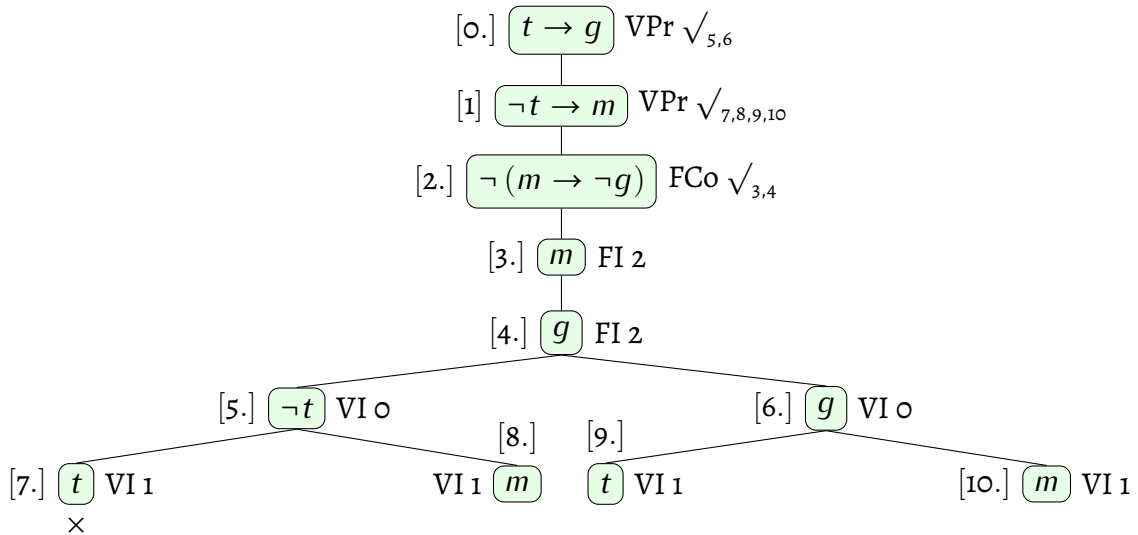 [0.] t → g VPr √5,6
[1] ¬t → m VPr √7,8,9,10
[2.] ¬ (m → ¬g) FCo √3,4
[3.] m FI 2
[4.] g FI 2
[5.] ¬t VI 0 [6.] g VI 0
[8.] [9.]
[7.] t VI 1 VI 1 m t VI 1 [10.] m VI 1
×